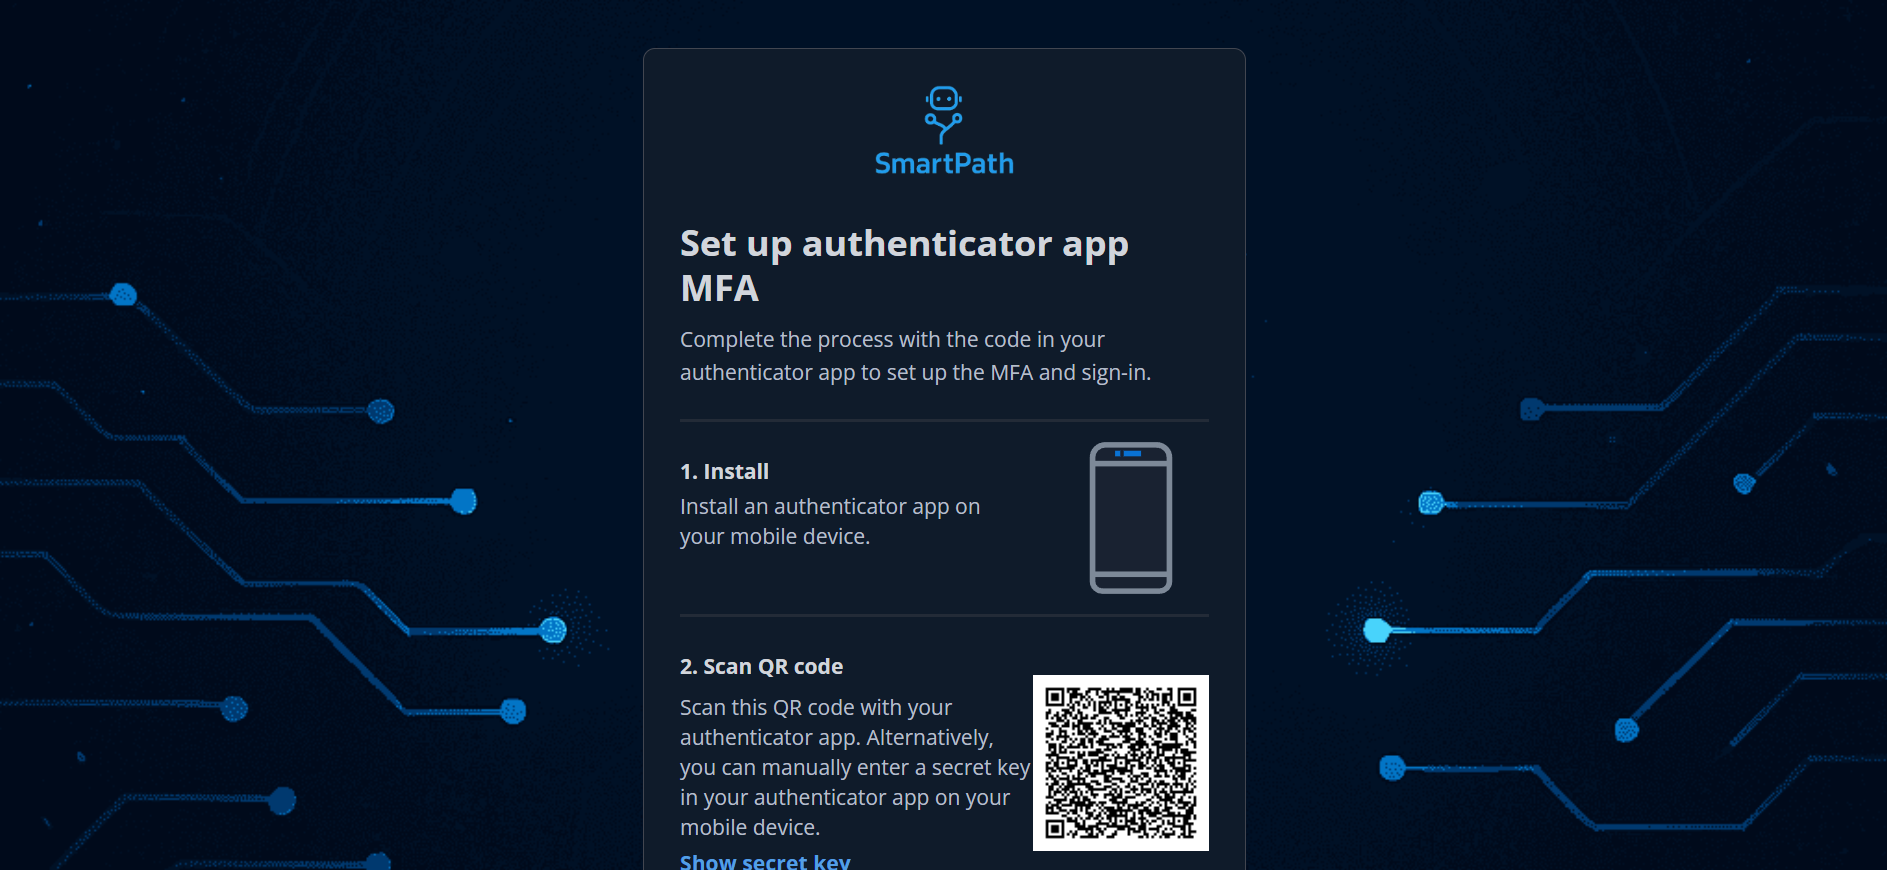 SmartPath
Set up authenticator app
MFA
Complete the process with the code in your
authenticator app to set up the MFA and sign-in.
1. Install
Install an authenticator app on
your mobile device.
2. Scan QR code
Scan this QR code with your
authenticator app. Alternatively,
you can manually enter a secret key
in your authenticator app on your
mobile device.
Show secret key